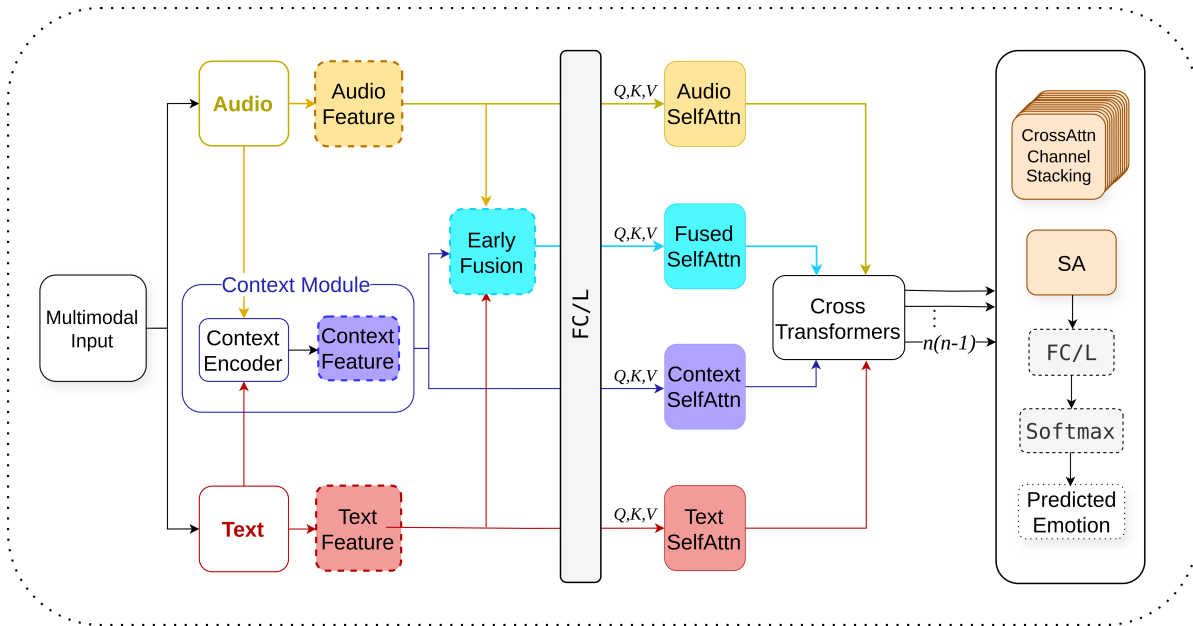 Multimodal
Input
Audio
Audio
Feature
Context Module
Context
Encoder
Context
Feature
Text
Text
Feature
Early
Fusion
FC/L
Q,K,V
Audio
SelfAttn
Q,K,V
Fused
SelfAttn
Q,K,V
Context
SelfAttn
Q,K,V
Text
SelfAttn
Cross
Transformers
n(n-1)
CrossAttn
Channel
Stacking
SA
FC/L
Softmax
Predicted
Emotion